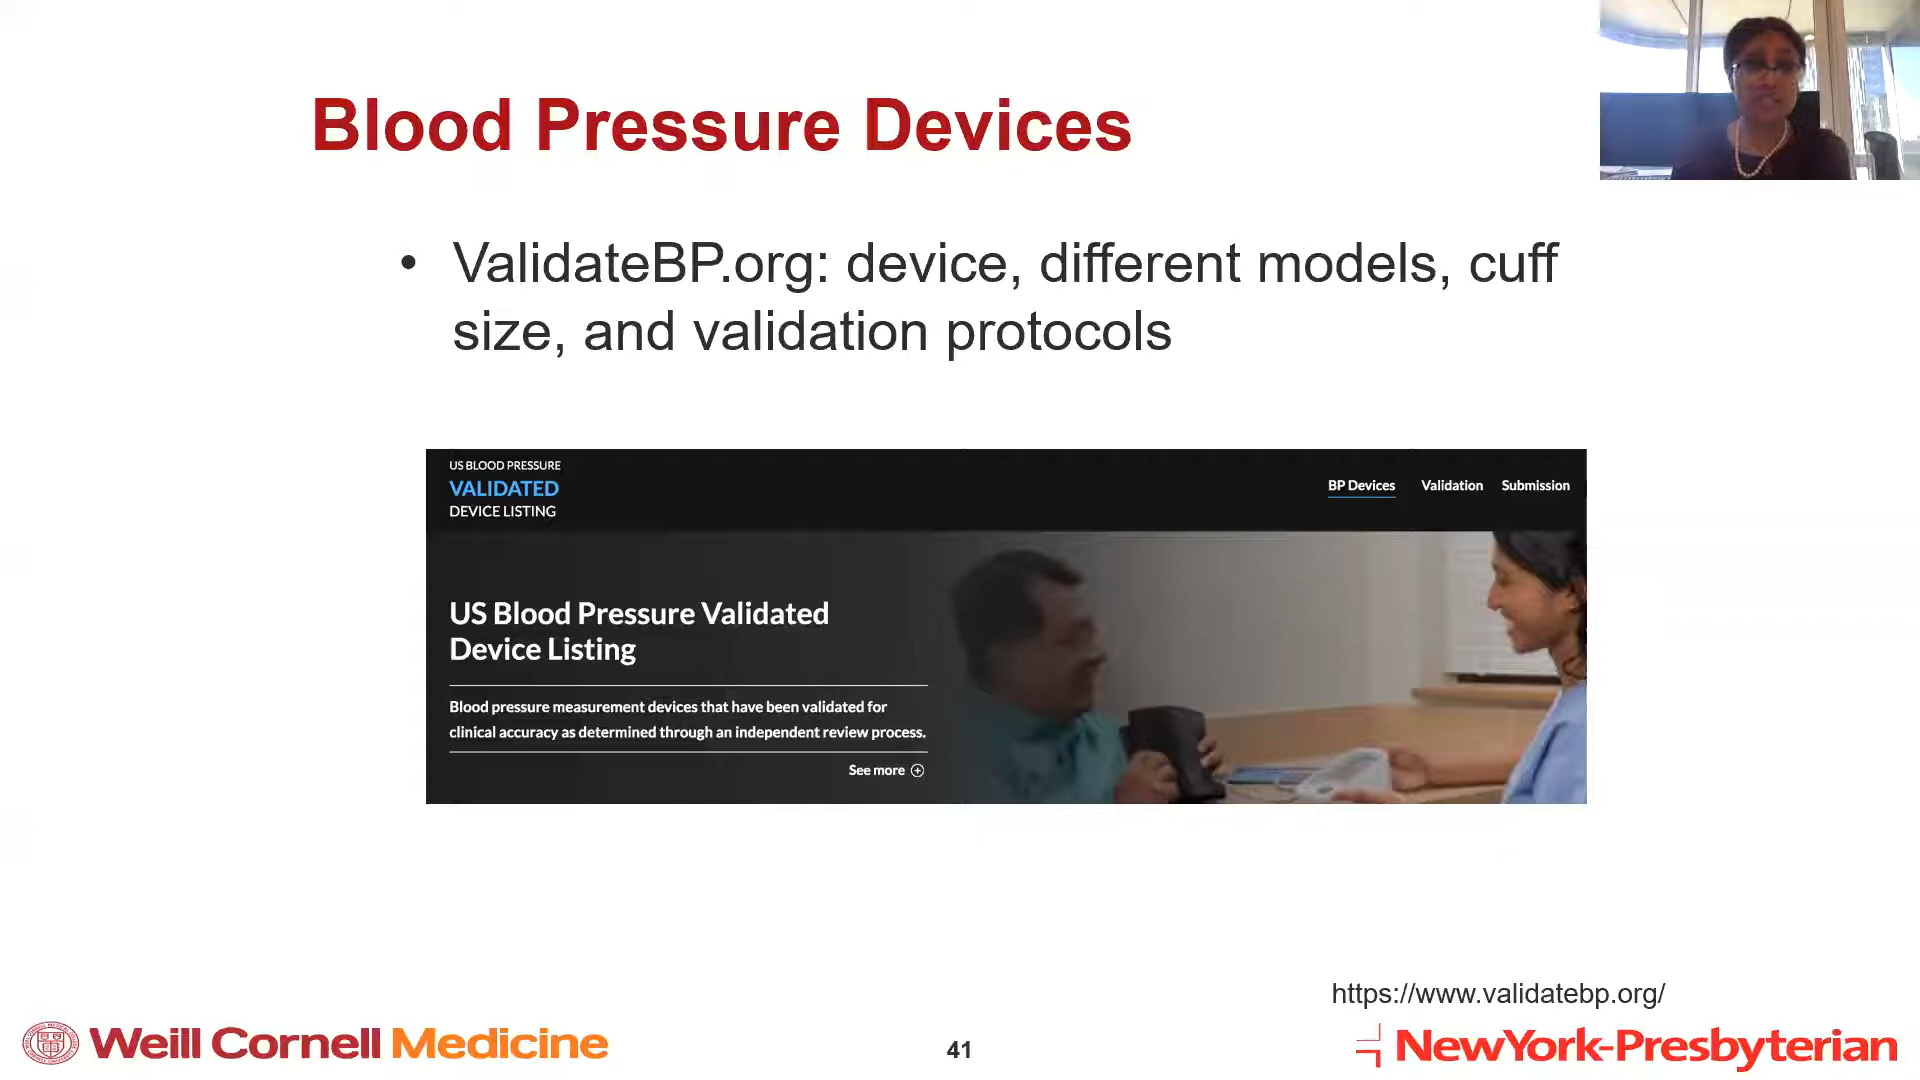 Blood Pressure Devices
• ValidateBP.org: device, different models, cuff
size, and validation protocols
US BLOOD PRESSURE
VALIDATED
DEVICE LISTING
BP Devices Validation Submission
US Blood Pressure Validated
Device Listing
Blood pressure measurement devices that have been validated for
clinical accuracy as determined through an independent review process.
See more
https://www.validatebp.org/
Weill Cornell Medicine
41
NewYork-Presbyterian